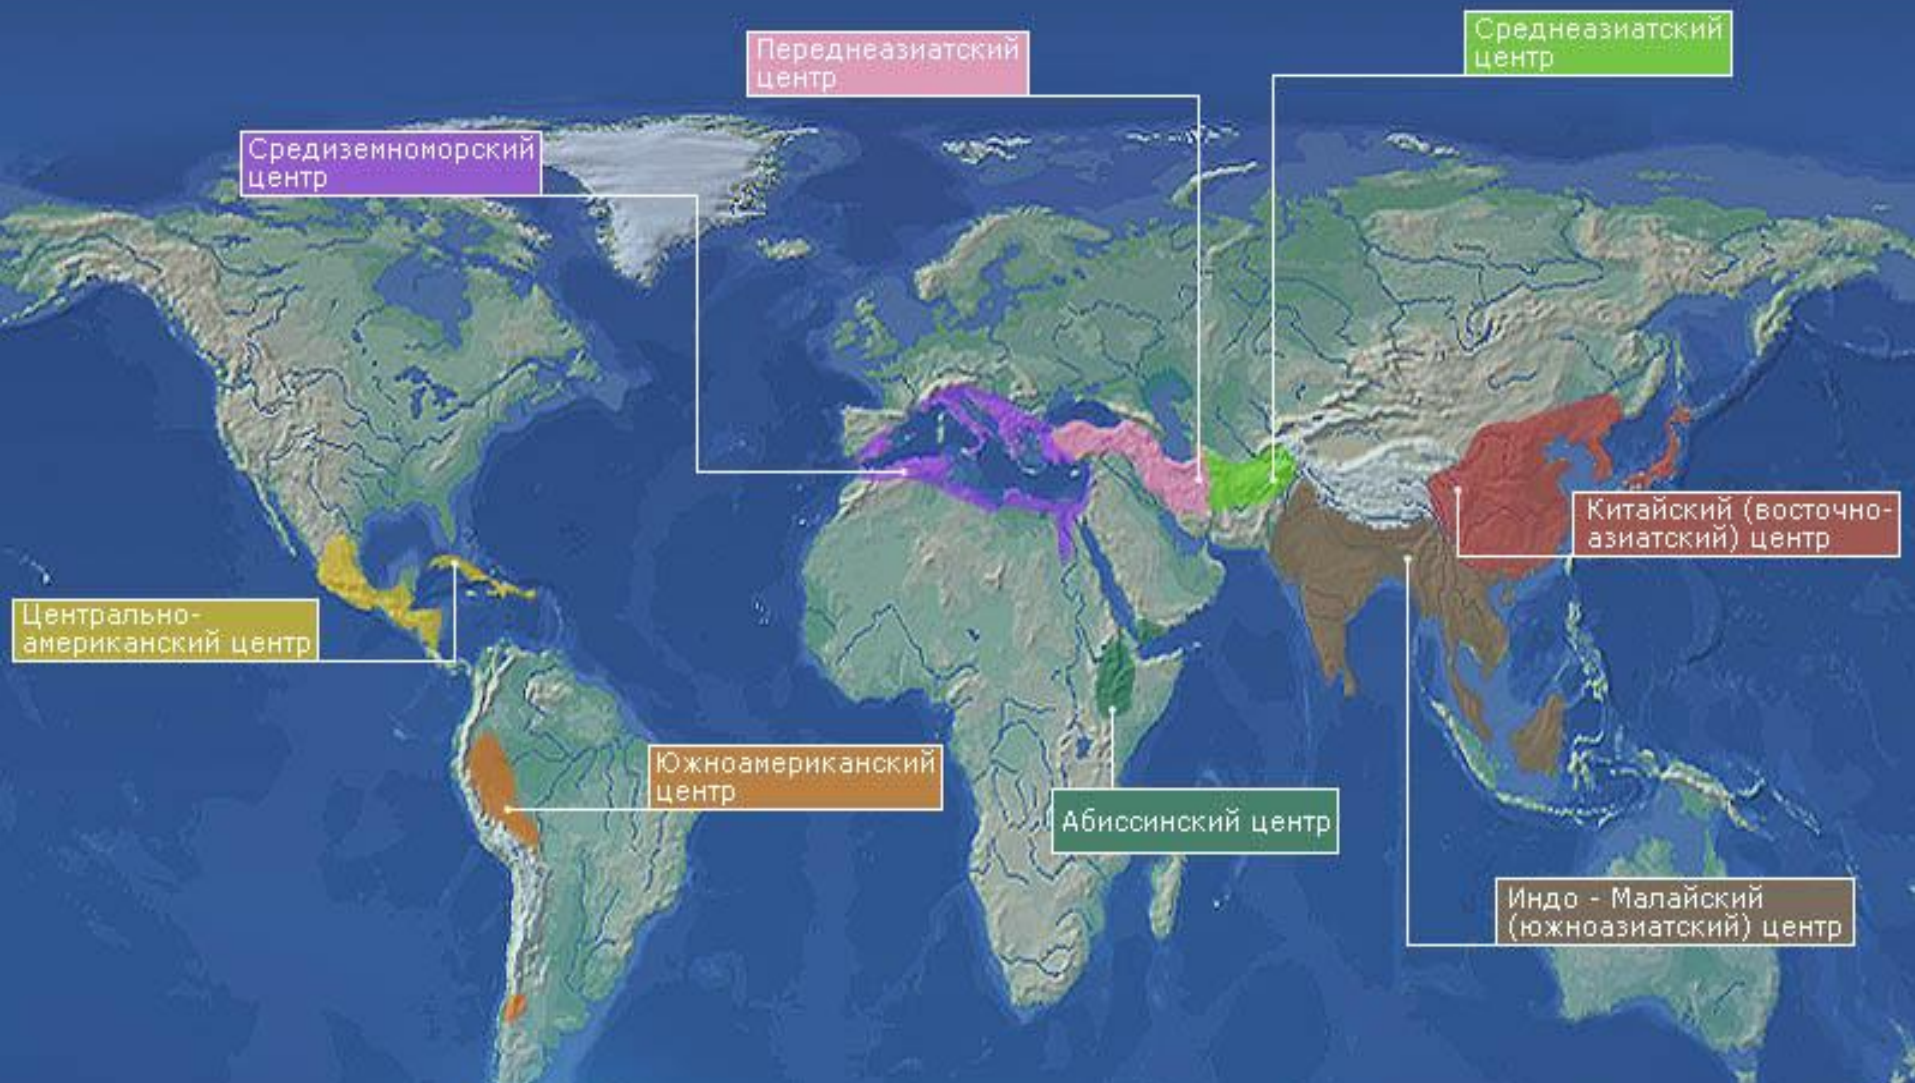 Среднеазиатский
центр
Переднеазиатский
центр
Средиземноморский
центр
Китайский (восточно-
азиатский) центр
Центрально-
американский центр
Южноамериканский
центр
Абиссинский центр
Индо - Малайский
(южноазиатский) центр